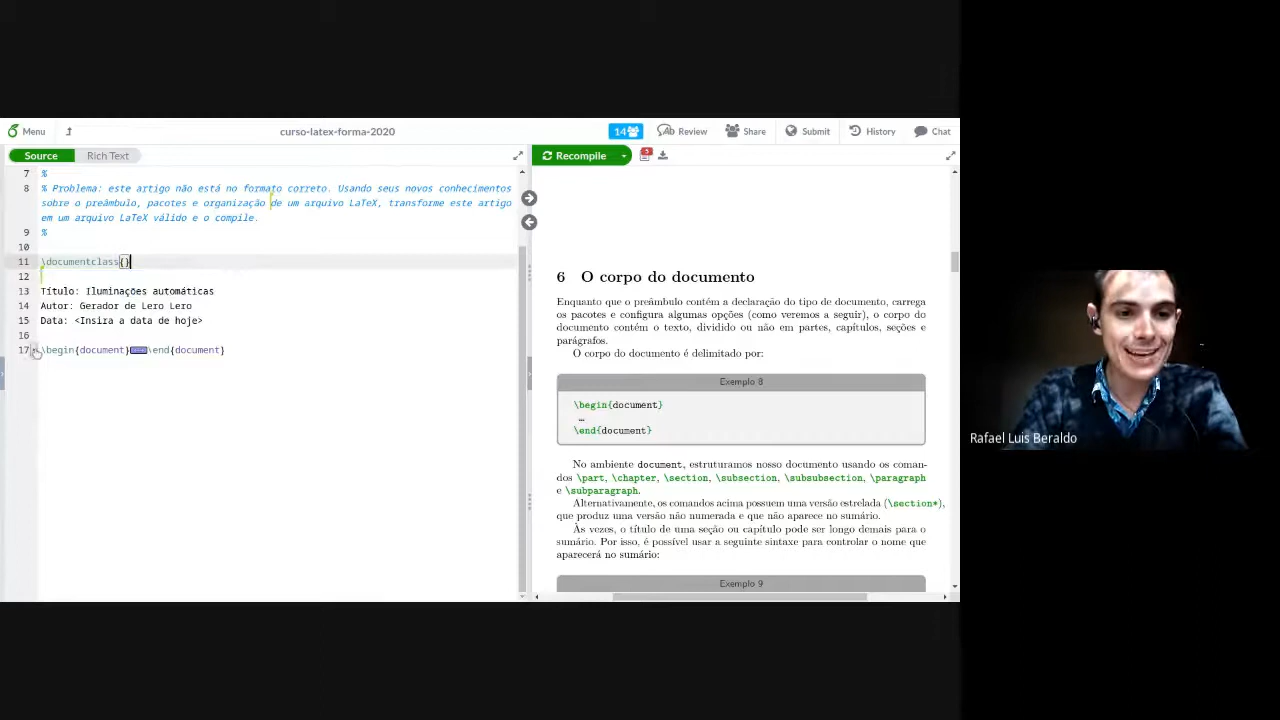 Menu
curso-latex-forma-2020
14
Review
Share
Submit
History
Chat
Source
Rich Text
Recompile
5
7 %
8 % Problema: este artigo não está no formato correto. Usando seus novos conhecimentos
sobre o preâmbulo, pacotes e organização de um arquivo LaTeX, transforme este artigo
em um arquivo LaTeX válido e o compile.
9 %
10
11 \documentclass{}
12
13 Título: Iluminações automáticas
14 Autor: Gerador de Lero Lero
15 Data: <Insira a data de hoje>
16
17 \begin{document}\end{document}
6 O corpo do documento
Enquanto que o preâmbulo contém a declaração do tipo de documento, carrega
os pacotes e configura algumas opções (como veremos a seguir), o corpo do
documento contém o texto, dividido ou não em partes, capítulos, seções e
parágrafos.
O corpo do documento é delimitado por:
Exemplo 8
\begin{document}
…
\end{document}
No ambiente document, estruturamos nosso documento usando os coman-
dos \part, \chapter, \section, \subsection, \subsubsection, \paragraph
e \subparagraph.
Alternativamente, os comandos acima possuem uma versão estrelada (\section*),
que produz uma versão não numerada e que não aparece no sumário.
Às vezes, o título de uma seção ou capítulo pode ser longo demais para o
sumário. Por isso, é possível usar a seguinte sintaxe para controlar o nome que
aparecerá no sumário:
Exemplo 9
Rafael Luis Beraldo